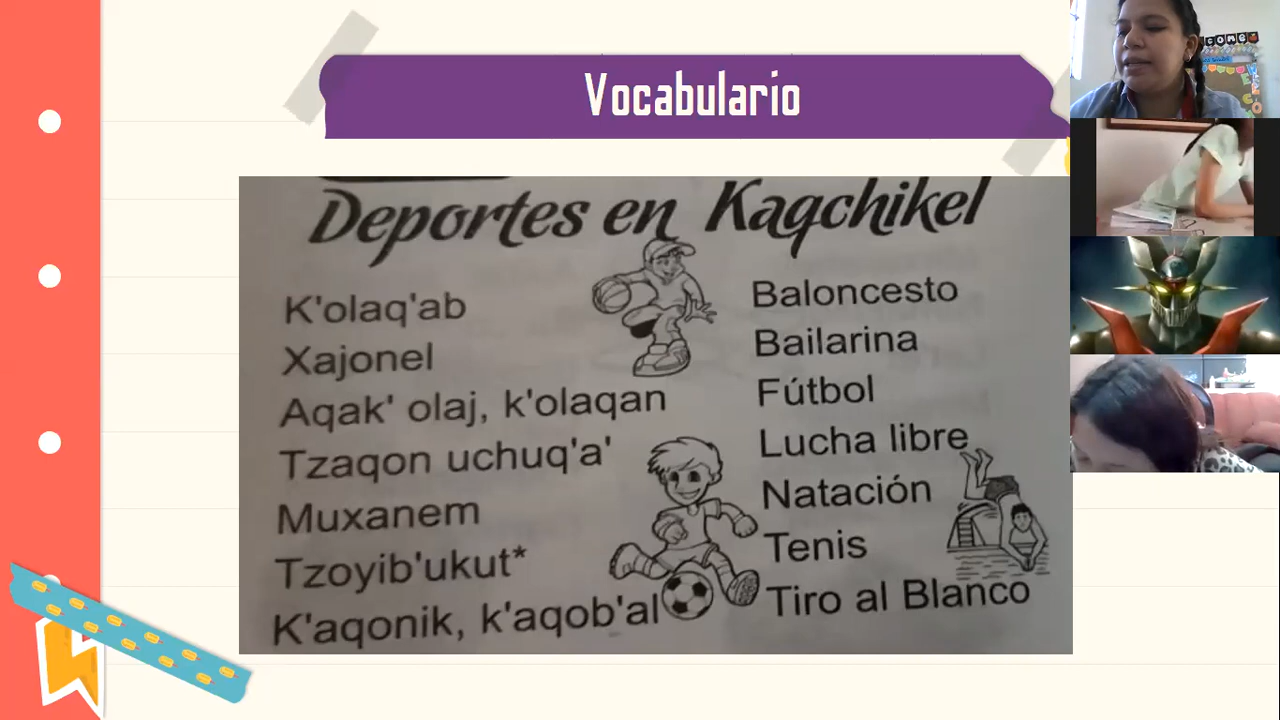 Vocabulario
Deportes en Kaqchikel
K'olaq'ab Baloncesto
Xajonel Bailarina
Aqak' olaj, k'olaqan Fútbol
Tzaqon uchuq'a' Lucha libre
Muxanem Natación
Tzoyib'ukut* Tenis
K'aqonik, k'aqob'al Tiro al Blanco